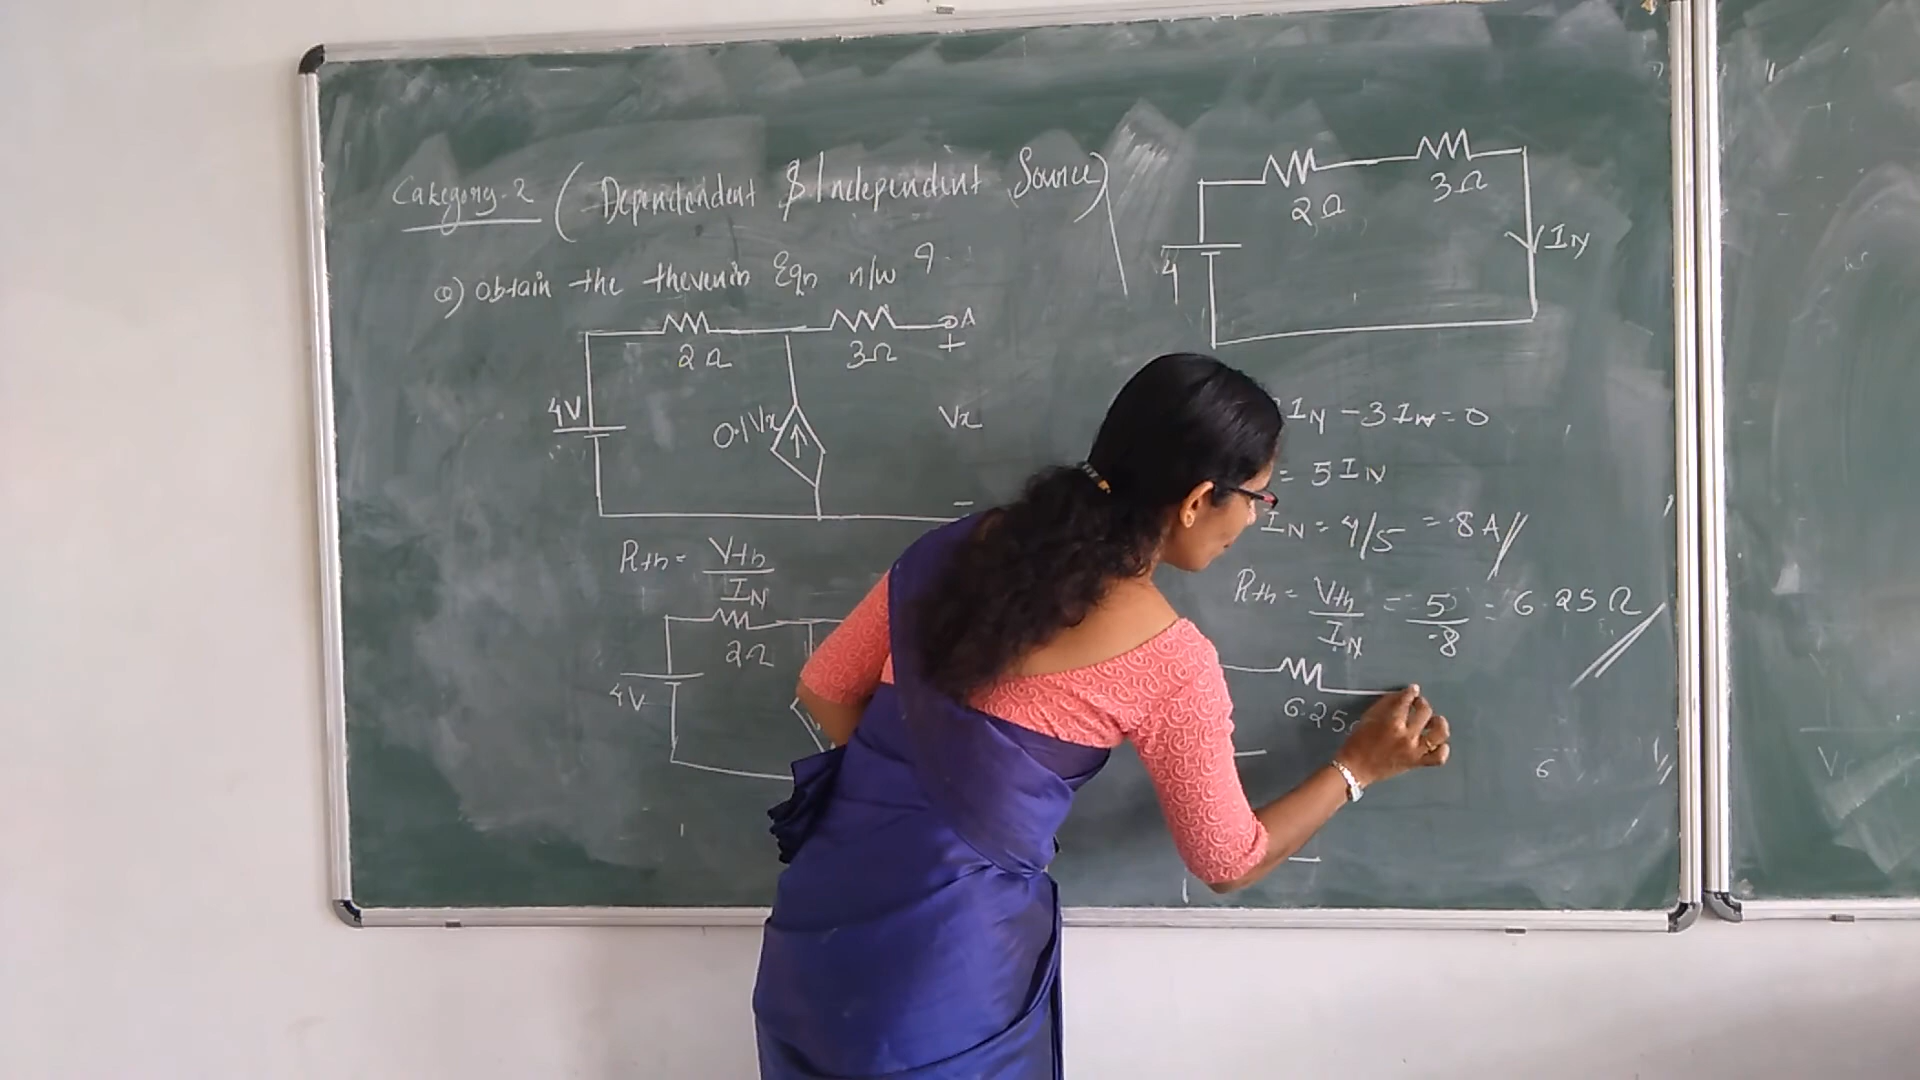 Category-2 (Dependendent & Independent Source)
Q) Obtain the thevenin Eqn n/w ?
2Ω
3Ω
A
+
4V
0.1Vx
Vx
-
Rth = Vth / IN
2Ω
4V
2Ω
3Ω
4
IN
IN - 3IN = 0
= 5IN
IN = 4/5 = .8A
Rth = Vth / IN = 5 / .8 = 6.25Ω
6.25
6